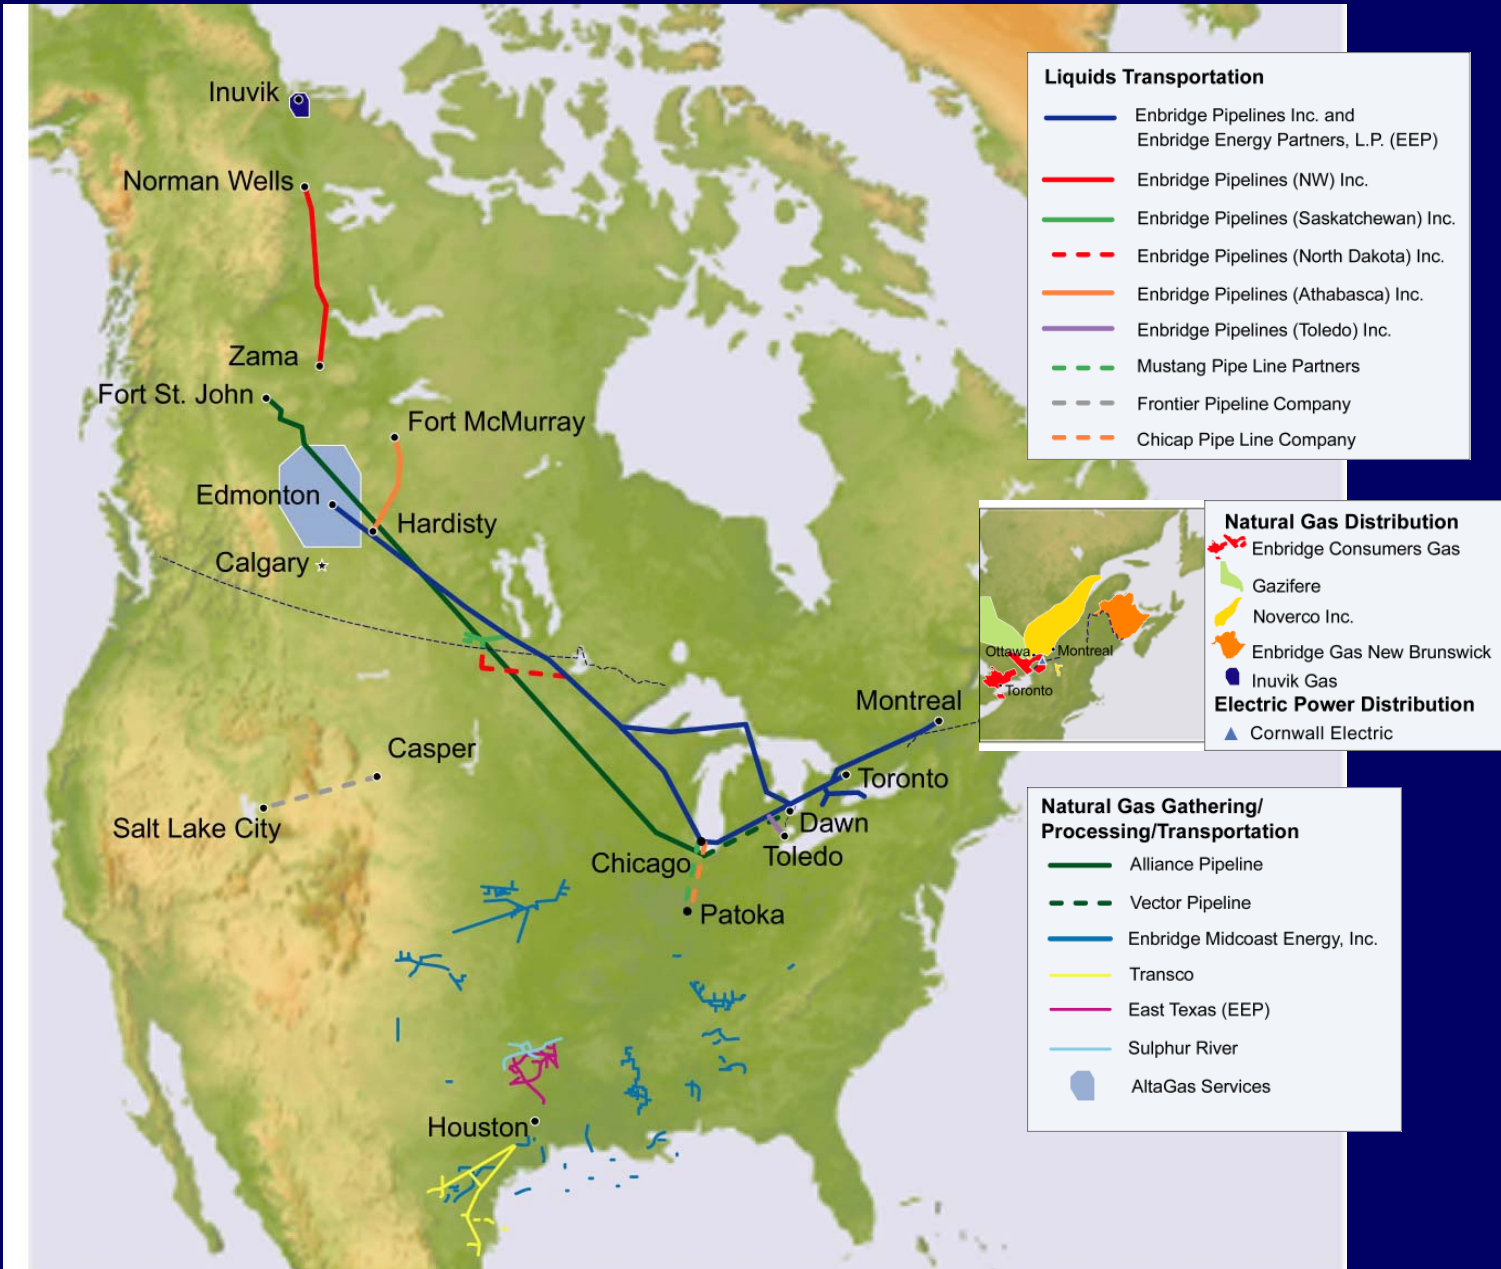 Inuvik
Norman Wells
Zama
Fort St. John
Fort McMurray
Edmonton
Hardisty
Calgary
Casper
Salt Lake City
Montreal
Toronto
Dawn
Toledo
Chicago
Patoka
Houston
Liquids Transportation
Enbridge Pipelines Inc. and
Enbridge Energy Partners, L.P. (EEP)
Enbridge Pipelines (NW) Inc.
Enbridge Pipelines (Saskatchewan) Inc.
Enbridge Pipelines (North Dakota) Inc.
Enbridge Pipelines (Athabasca) Inc.
Enbridge Pipelines (Toledo) Inc.
Mustang Pipe Line Partners
Frontier Pipeline Company
Chicap Pipe Line Company
Ottawa
Montreal
Toronto
Natural Gas Distribution
Enbridge Consumers Gas
Gazifere
Noverco Inc.
Enbridge Gas New Brunswick
Inuvik Gas
Electric Power Distribution
Cornwall Electric
Natural Gas Gathering/
Processing/Transportation
Alliance Pipeline
Vector Pipeline
Enbridge Midcoast Energy, Inc.
Transco
East Texas (EEP)
Sulphur River
AltaGas Services